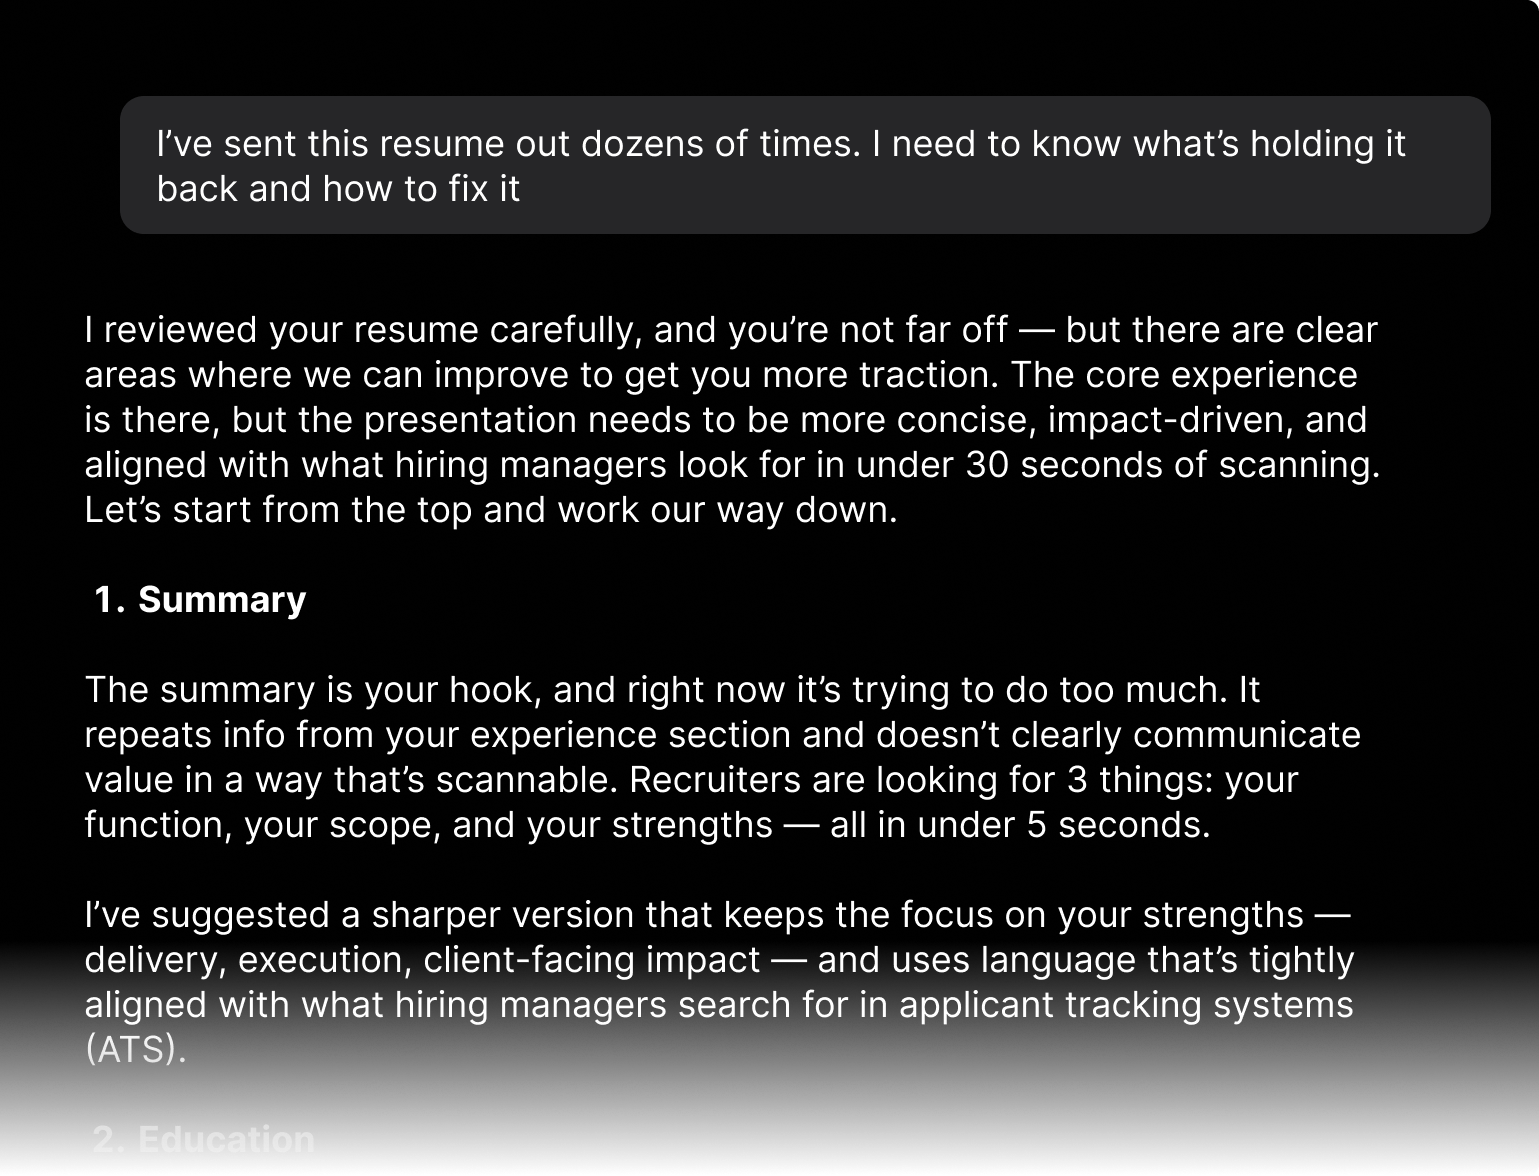 I’ve sent this resume out dozens of times. I need to know what’s holding it
back and how to fix it
I reviewed your resume carefully, and you’re not far off — but there are clear
areas where we can improve to get you more traction. The core experience
is there, but the presentation needs to be more concise, impact-driven, and
aligned with what hiring managers look for in under 30 seconds of scanning.
Let’s start from the top and work our way down.
1. Summary
The summary is your hook, and right now it’s trying to do too much. It
repeats info from your experience section and doesn’t clearly communicate
value in a way that’s scannable. Recruiters are looking for 3 things: your
function, your scope, and your strengths — all in under 5 seconds.
I’ve suggested a sharper version that keeps the focus on your strengths —
delivery, execution, client-facing impact — and uses language that’s tightly
aligned with what hiring managers search for in applicant tracking systems
(ATS).
2. Education